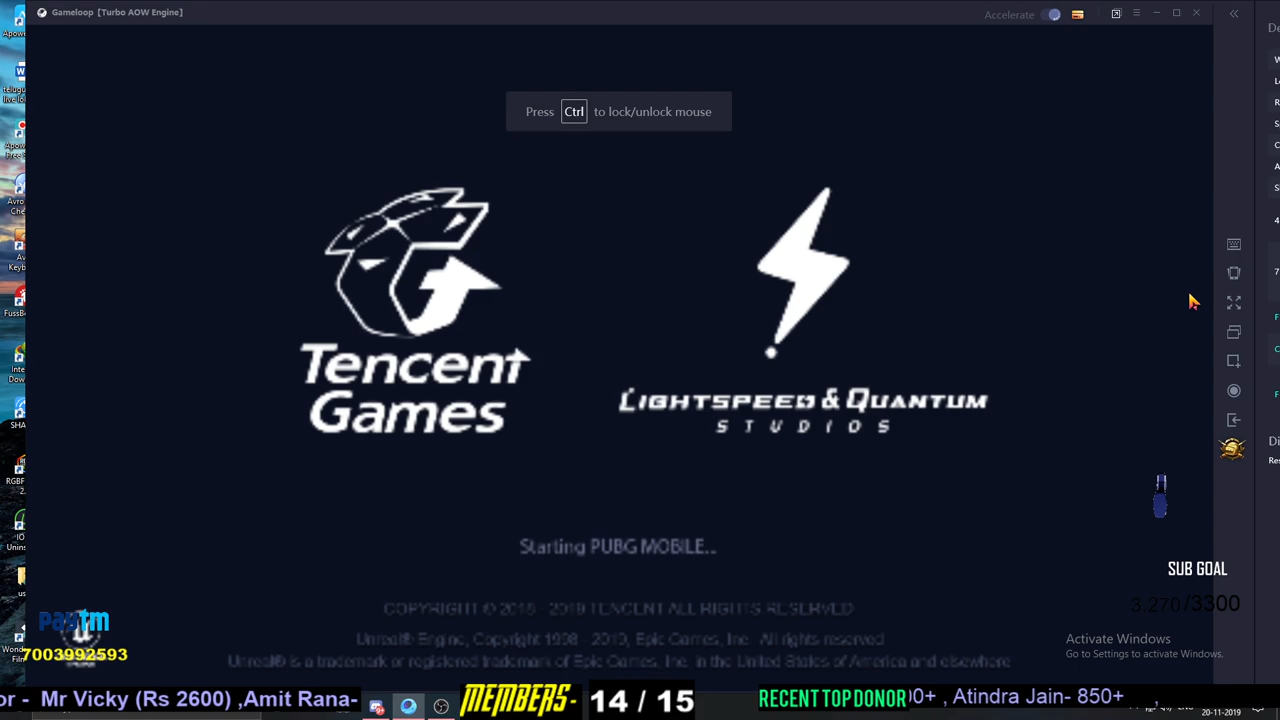 Gameloop [Turbo AOW Engine]
Accelerate
Press Ctrl to lock/unlock mouse
Tencent
Games
LIGHTSPEED & QUANTUM
STUDIOS
Starting PUBG MOBILE...
COPYRIGHT © 2018 - 2019 TENCENT ALL RIGHTS RESERVED
Unreal® Engine, Copyright 1998 - 2019, Epic Games, Inc. All rights reserved
Unreal® is a trademark or registered trademark of Epic Games, Inc. in the United States of America and elsewhere
SUB GOAL
3,270/3300
Activate Windows
Go to Settings to activate Windows.
paytm
7003992593
or - Mr Vicky (Rs 2600) ,Amit Rana-
MEMBERS-
14 / 15
RECENT TOP DONOR
00+ , Atindra Jain- 850+ ,
20-11-2019